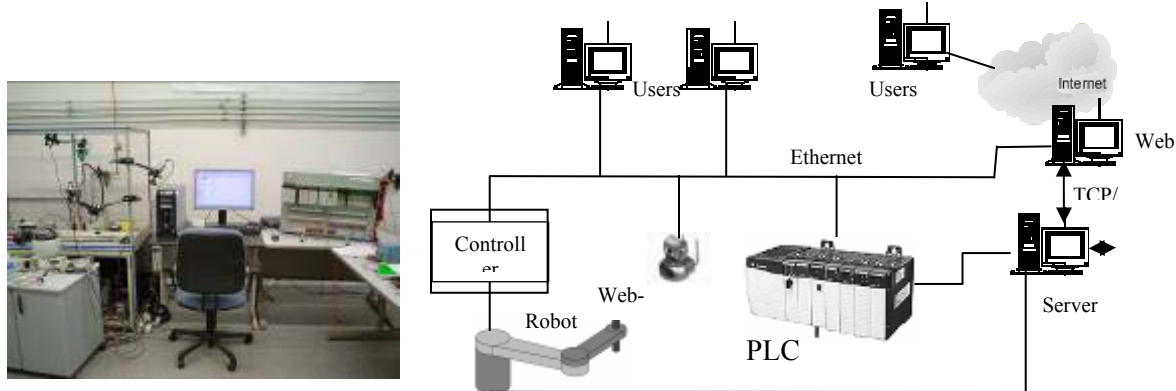 Users
Users
Internet
Web
Ethernet
TCP/
Controll
er
Web-
Server
Robot
PLC